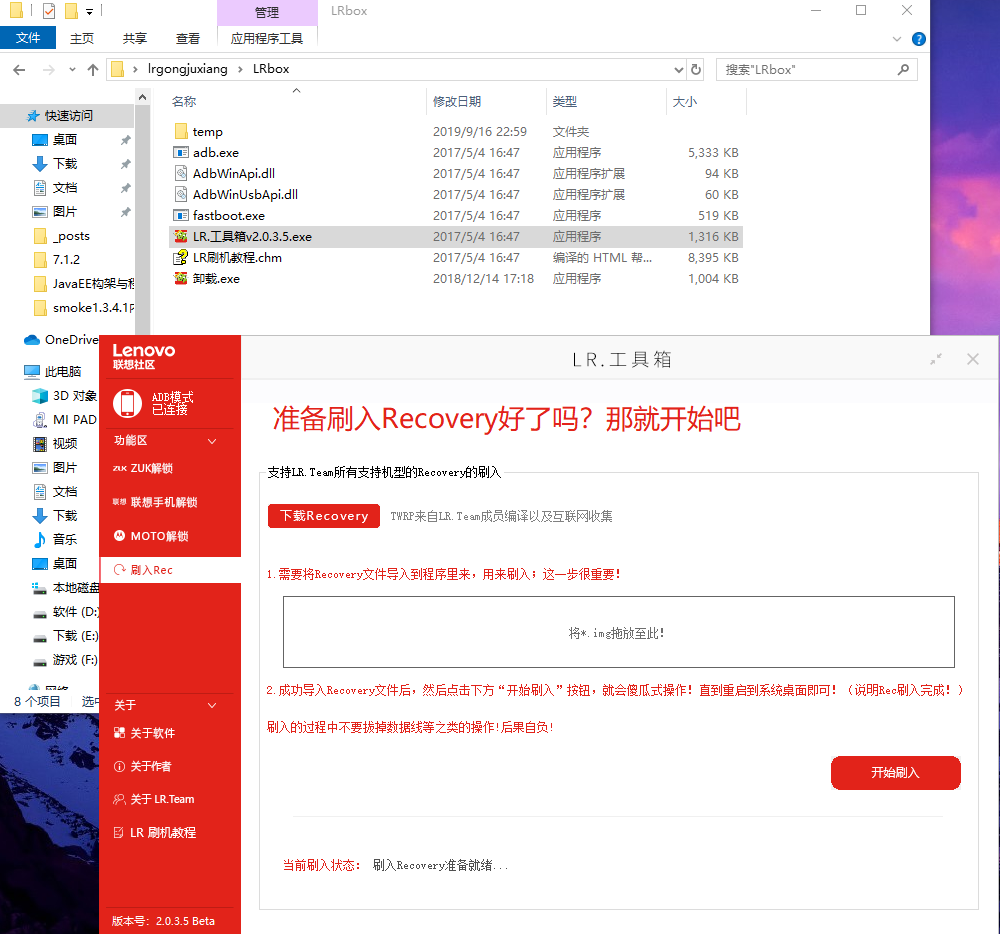 管理
LRbox
文件
主页
共享
查看
应用程序工具
lrgongjuxiang
LRbox
搜索"LRbox"
快速访问
桌面
下载
文档
图片
_posts
7.1.2
JavaEE构架与程
smoke1.3.4.1
OneDrive
此电脑
3D 对象
MI PAD
视频
图片
文档
下载
音乐
桌面
本地磁盘
软件 (D:)
下载 (E:)
游戏 (F:)
网络
8 个项目
选中
名称
修改日期
类型
大小
temp
2019/9/16 22:59
文件夹
adb.exe
2017/5/4 16:47
应用程序
5,333 KB
AdbWinApi.dll
2017/5/4 16:47
应用程序扩展
94 KB
AdbWinUsbApi.dll
2017/5/4 16:47
应用程序扩展
60 KB
fastboot.exe
2017/5/4 16:47
应用程序
519 KB
LR.工具箱v2.0.3.5.exe
2017/5/4 16:47
应用程序
1,316 KB
LR刷机教程.chm
2017/5/4 16:47
编译的 HTML 帮...
8,395 KB
卸载.exe
2018/12/14 17:18
应用程序
1,004 KB
Lenovo
联想社区
ADB模式
已连接
功能区
ZUK ZUK解锁
联想 联想手机解锁
MOTO解锁
刷入Rec
关于
关于软件
关于作者
关于 LR.Team
LR 刷机教程
版本号: 2.0.3.5 Beta
LR.工具箱
准备刷入Recovery好了吗？那就开始吧
支持LR.Team所有支持机型的Recovery的刷入
下载Recovery
TWRP来自LR.Team成员编译以及互联网收集
1.需要将Recovery文件导入到程序里来，用来刷入；这一步很重要!
将*.img拖放至此!
2.成功导入Recovery文件后，然后点击下方“开始刷入”按钮，就会傻瓜式操作！直到重启到系统桌面即可！（说明Rec刷入完成！）
刷入的过程中不要拔掉数据线等之类的操作!后果自负!
开始刷入
当前刷入状态：
刷入Recovery准备就绪...